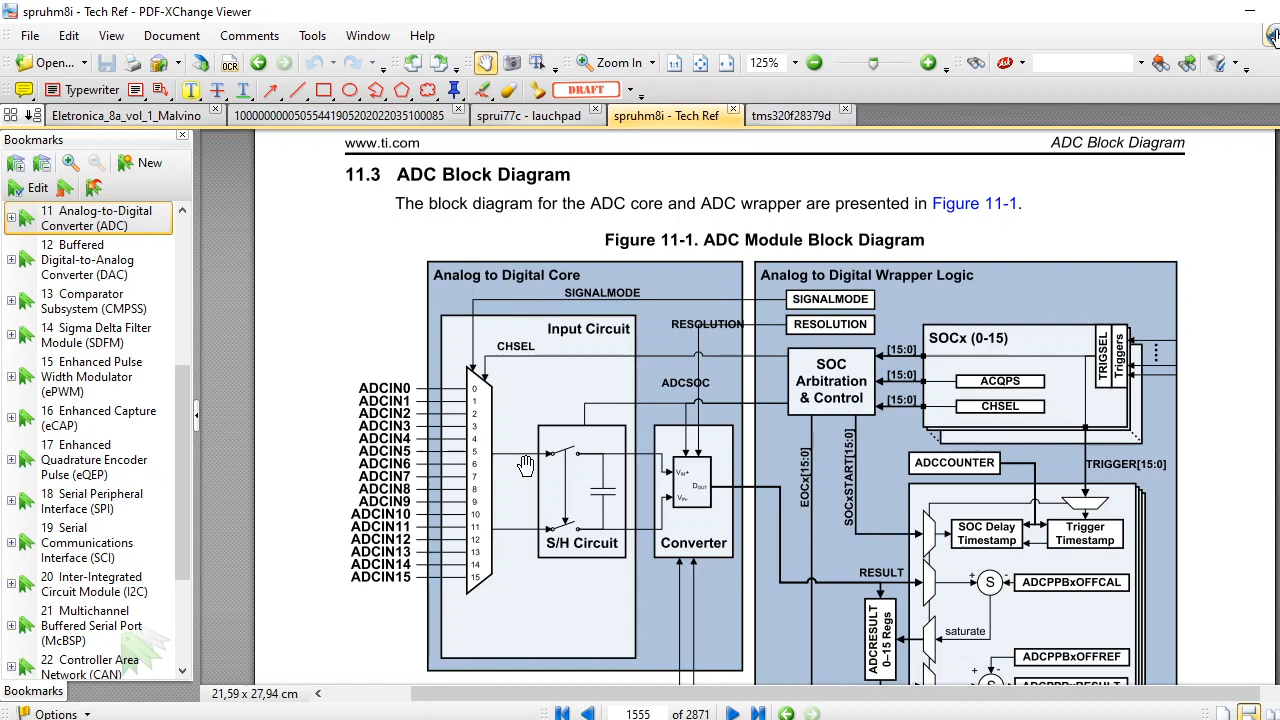 spruhm8i - Tech Ref - PDF-XChange Viewer
File Edit View Document Comments Tools Window Help
Open... OCR Zoom In 125%
Typewriter DRAFT
Eletronica_8a_vol_1_Malvino
10000000005055441905202022035100085
sprui77c - lauchpad
spruhm8i - Tech Ref
tms320f28379d
Bookmarks
New
Edit
11 Analog-to-Digital
Converter (ADC)
12 Buffered
Digital-to-Analog
Converter (DAC)
13 Comparator
Subsystem (CMPSS)
14 Sigma Delta Filter
Module (SDFM)
15 Enhanced Pulse
Width Modulator
(ePWM)
16 Enhanced Capture
(eCAP)
17 Enhanced
Quadrature Encoder
Pulse (eQEP)
18 Serial Peripheral
Interface (SPI)
19 Serial
Communications
Interface (SCI)
20 Inter-Integrated
Circuit Module (I2C)
21 Multichannel
Buffered Serial Port
(McBSP)
22 Controller Area
Network (CAN)
Bookmarks
Options
www.ti.com
ADC Block Diagram
11.3 ADC Block Diagram
The block diagram for the ADC core and ADC wrapper are presented in Figure 11-1.
Figure 11-1. ADC Module Block Diagram
Analog to Digital Core
SIGNALMODE
Input Circuit
RESOLUTION
CHSEL
ADCSOC
ADCIN0
ADCIN1
ADCIN2
ADCIN3
ADCIN4
ADCIN5
ADCIN6
ADCIN7
ADCIN8
ADCIN9
ADCIN10
ADCIN11
ADCIN12
ADCIN13
ADCIN14
ADCIN15
0
1
2
3
4
5
6
7
8
9
10
11
12
13
14
15
S/H Circuit
VIN+
DOUT
VIN-
Converter
Analog to Digital Wrapper Logic
SIGNALMODE
RESOLUTION
SOC
Arbitration
& Control
[15:0]
[15:0]
[15:0]
SOCx (0-15)
ACQPS
CHSEL
TRIGSEL
Triggers
EOCx[15:0]
SOCxSTART[15:0]
ADCCOUNTER
TRIGGER[15:0]
SOC Delay
Timestamp
Trigger
Timestamp
RESULT
+
S
-
ADCPPBxOFFCAL
saturate
ADCRESULT
0–15 Regs
ADCPPBxOFFREF
+
-
S
ADCPPBxRESULT
21,59 x 27,94 cm
1555 of 2871